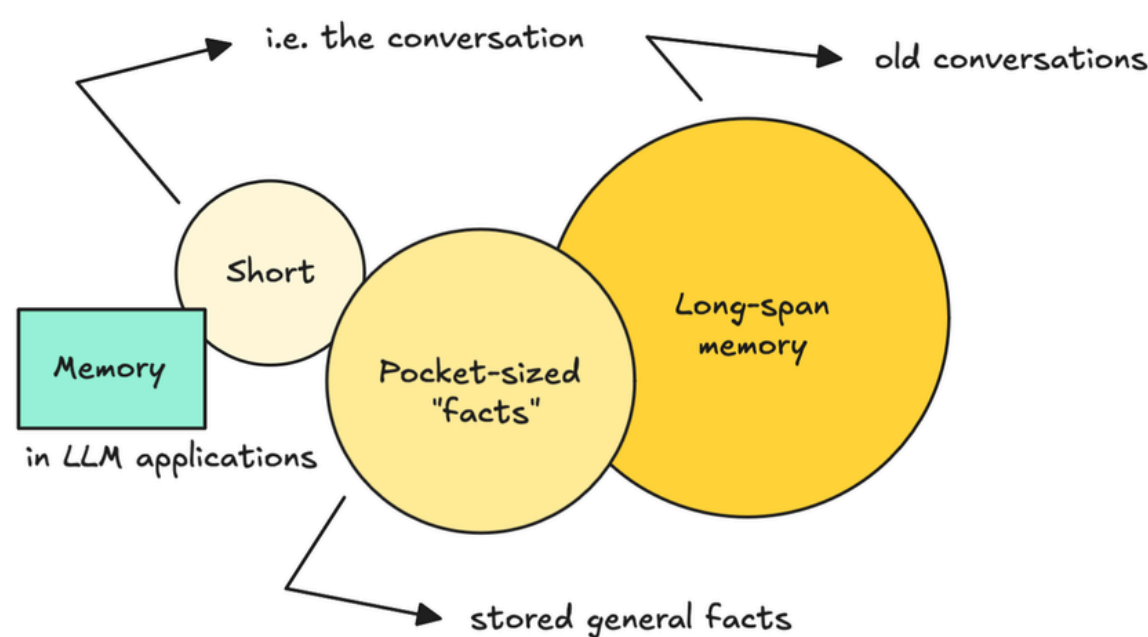 i.e. the conversation
old conversations
Short
Long-span
memory
Memory
Pocket-sized
"facts"
in LLM applications
stored general facts